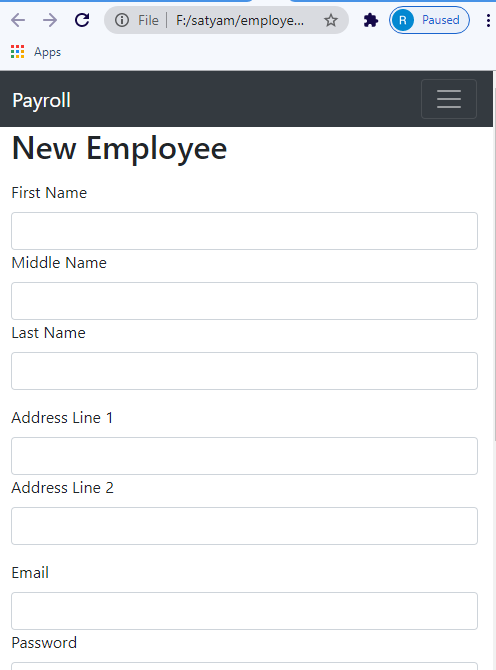 File | F:/satyam/employe...
R Paused
Apps
Payroll
New Employee
First Name
Middle Name
Last Name
Address Line 1
Address Line 2
Email
Password